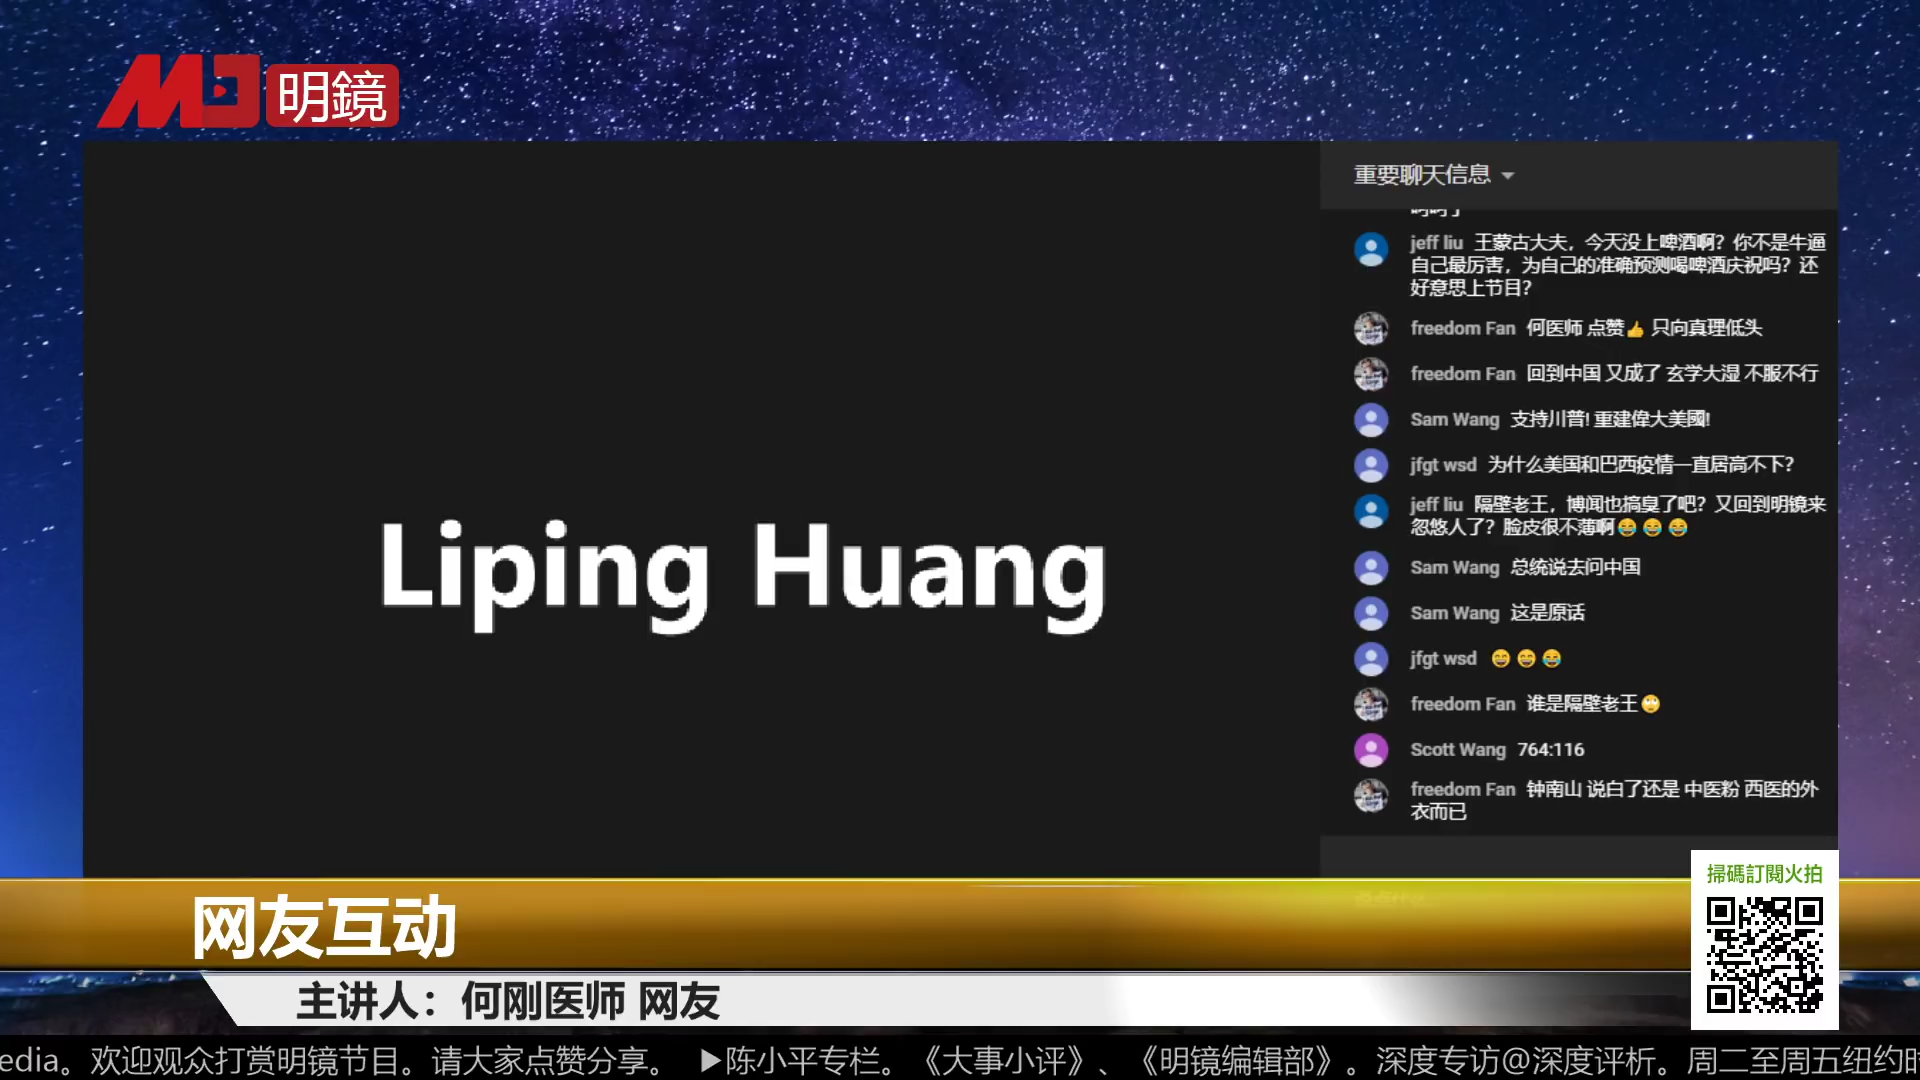 明鏡
重要聊天信息
jeff liu 王蒙古大夫，今天没上啤酒啊？你不是牛逼
自己最厉害，为自己的准确预测喝啤酒庆祝吗？还
好意思上节目？
freedom Fan 何医师 点赞👍 只向真理低头
freedom Fan 回到中国 又成了 玄学大湿 不服不行
Sam Wang 支持川普! 重建偉大美國!
jfgt wsd 为什么美国和巴西疫情一直居高不下？
jeff liu 隔壁老王，博闻也搞臭了吧？又回到明镜来
忽悠人了？脸皮很不薄啊😂😂😂
Sam Wang 总统说去问中国
Sam Wang 这是原话
jfgt wsd 😄😄😂
freedom Fan 谁是隔壁老王🙄
Scott Wang 764:116
freedom Fan 钟南山 说白了还是 中医粉 西医的外
衣而已
Liping Huang
掃碼訂閱火拍
网友互动
主讲人：何刚医师 网友
edia。欢迎观众打赏明镜节目。请大家点赞分享。 ▶陈小平专栏。《大事小评》、《明镜编辑部》。深度专访@深度评析。周二至周五纽约时